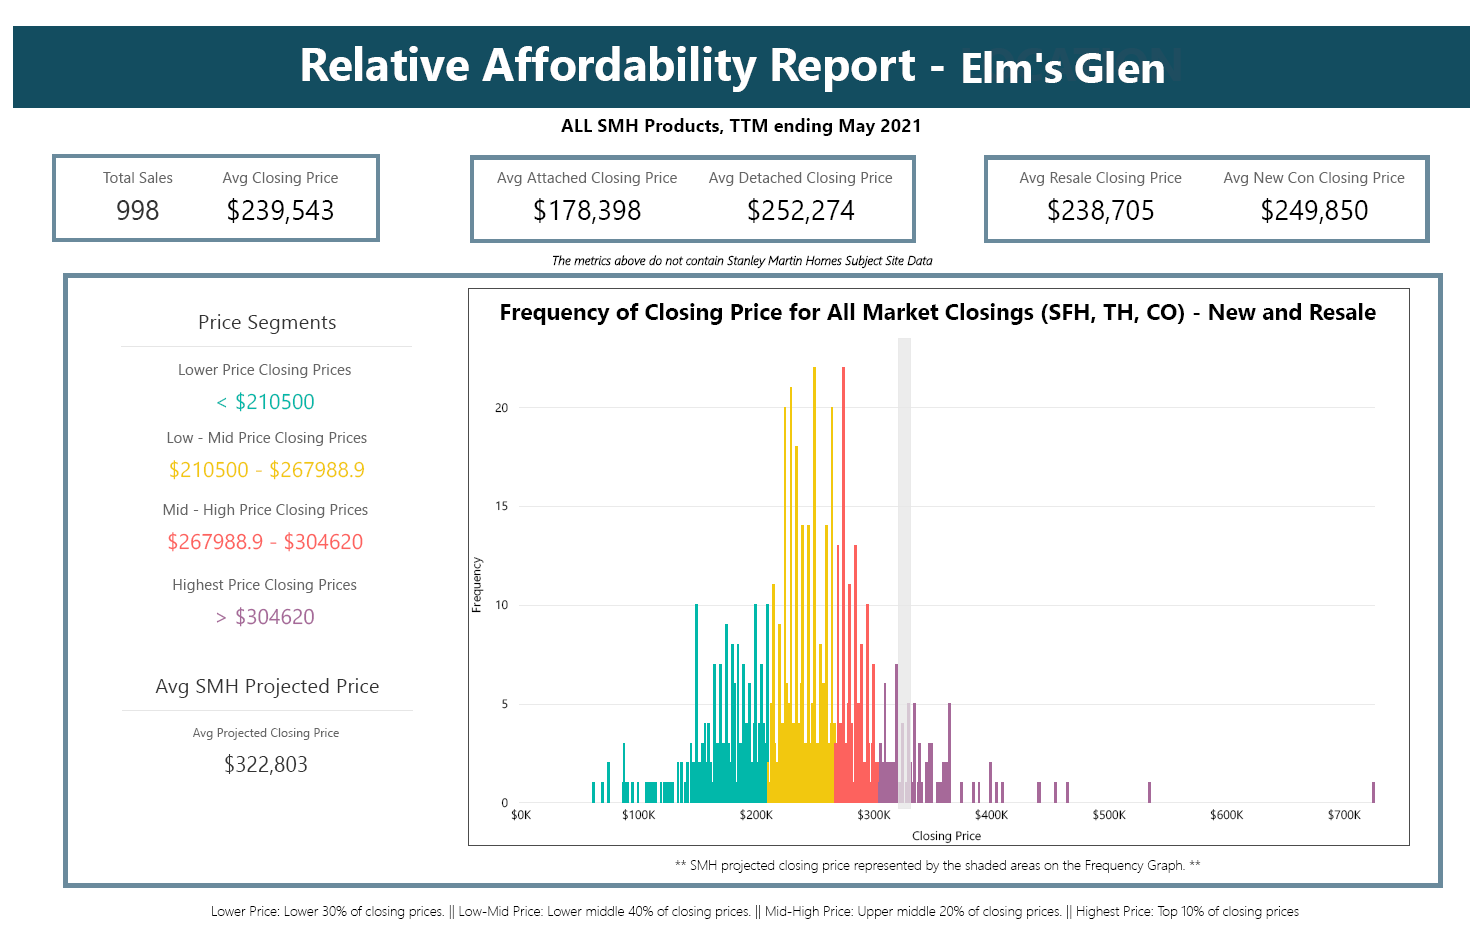 Relative Affordability Report - Elm's Glen
ALL SMH Products, TTM ending May 2021
Total Sales
998
Avg Closing Price
$239,543
Avg Attached Closing Price
$178,398
Avg Detached Closing Price
$252,274
Avg Resale Closing Price
$238,705
Avg New Con Closing Price
$249,850
The metrics above do not contain Stanley Martin Homes Subject Site Data
Price Segments
Lower Price Closing Prices
< $210500
Low - Mid Price Closing Prices
$210500 - $267988.9
Mid - High Price Closing Prices
$267988.9 - $304620
Highest Price Closing Prices
> $304620
Avg SMH Projected Price
Avg Projected Closing Price
$322,803
Frequency of Closing Price for All Market Closings (SFH, TH, CO) - New and Resale
Frequency
20
15
10
5
0
$0K $100K $200K $300K $400K $500K $600K $700K
Closing Price
** SMH projected closing price represented by the shaded areas on the Frequency Graph. **
Lower Price: Lower 30% of closing prices. || Low-Mid Price: Lower middle 40% of closing prices. || Mid-High Price: Upper middle 20% of closing prices. || Highest Price: Top 10% of closing prices